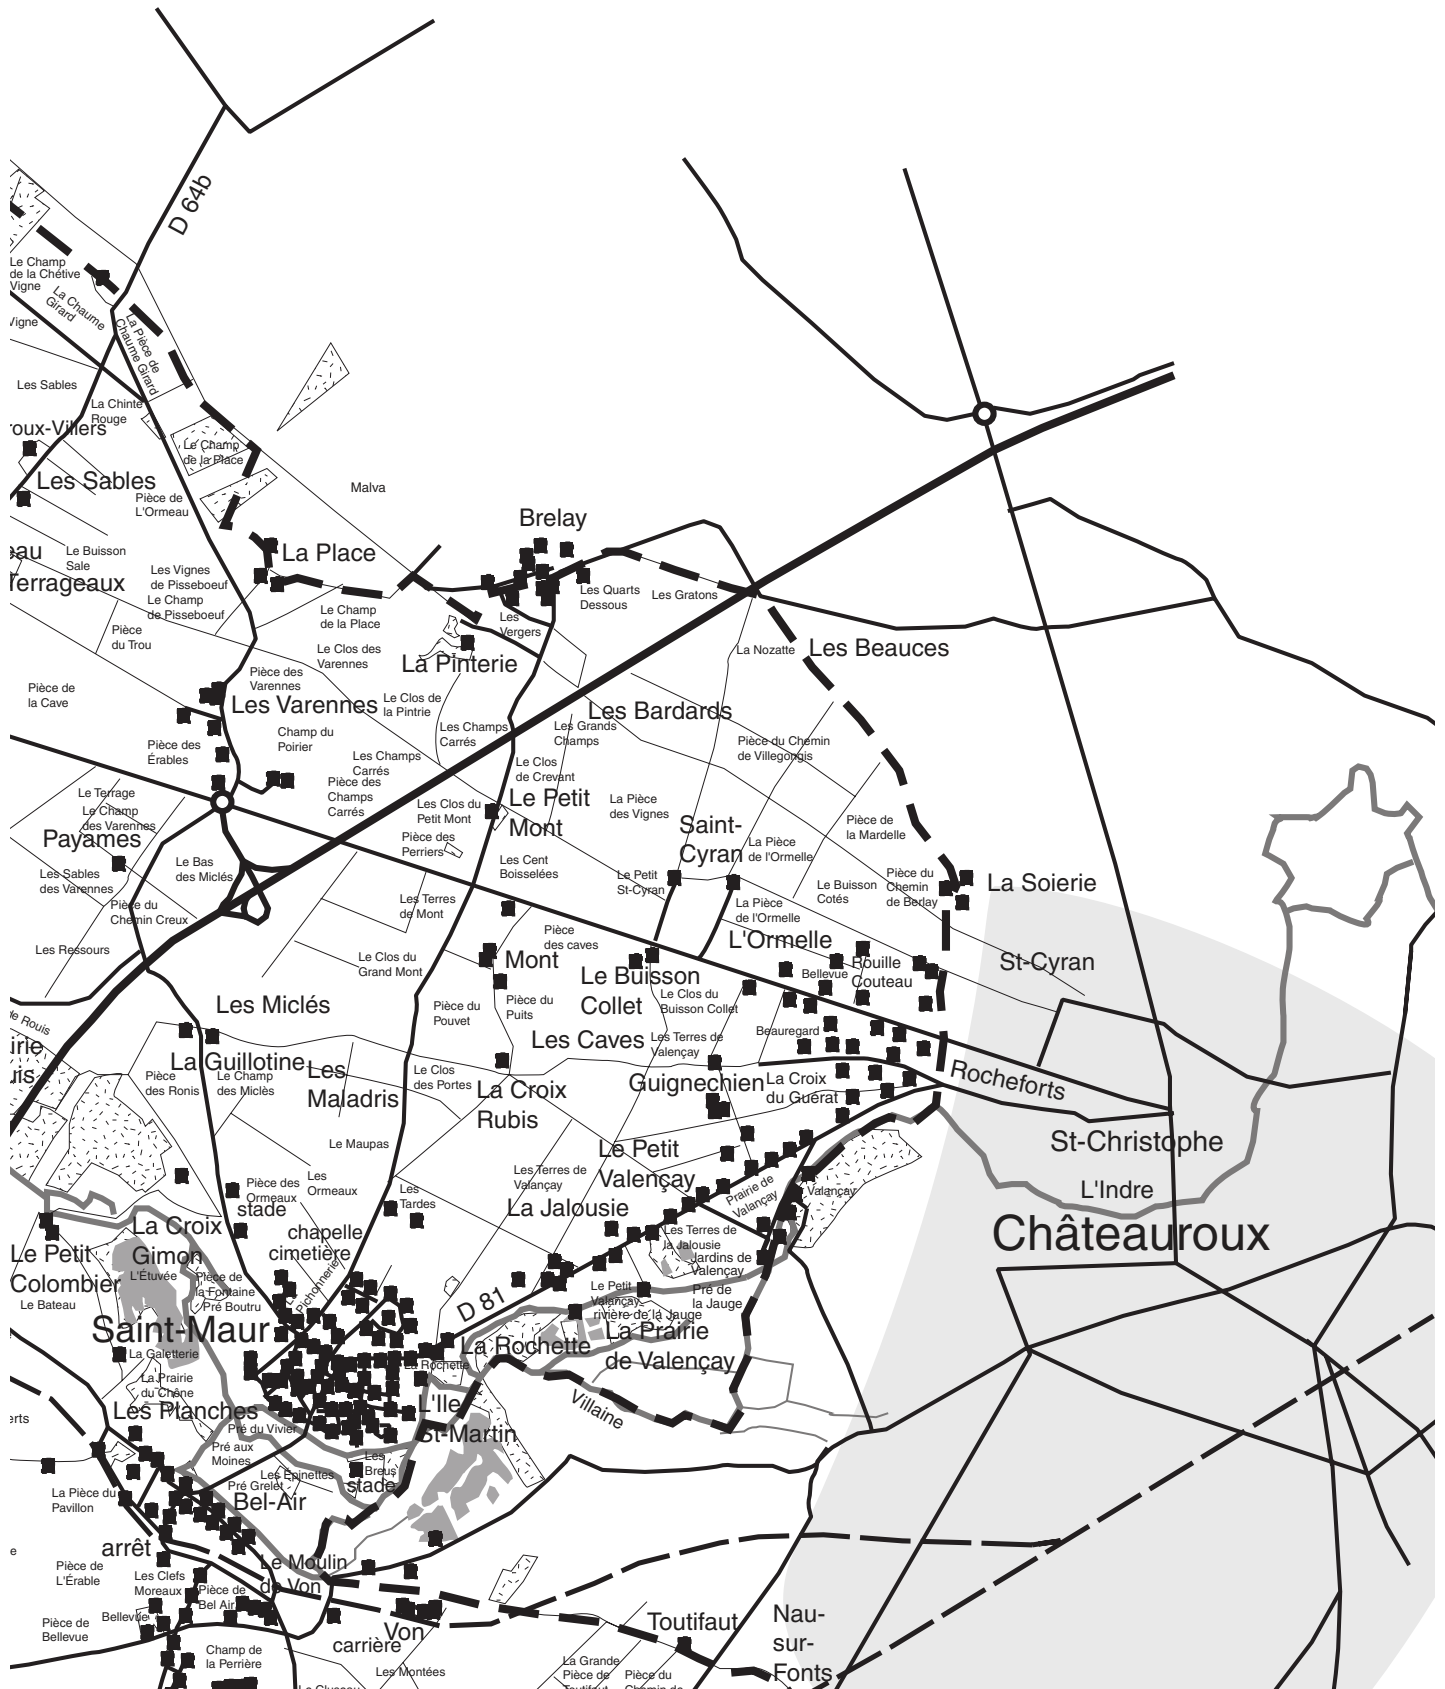 D 64b
Le Champ
de la Chétive
Vigne
La Chaume
Girard
Vigne
La Pièce de
Chaume Girard
Les Sables
La Chinte
Rouge
roux-Villers
Le Champ
de la Place
Les Sables
Pièce de
L'Ormeau
Malva
Brelay
eau
Terrageaux
Le Buisson
Sale
La Place
Les Vignes
de Pisseboeuf
Le Champ
de Pisseboeuf
Les Quarts
Dessous
Les Gratons
Pièce
du Trou
Le Champ
de la Place
Les
Vergers
Le Clos des
Varennes
La Pinterie
La Nozatte
Les Beauces
Pièce de
la Cave
Pièce des
Varennes
Les Varennes
Le Clos de
la Pintrie
Les Bardards
Champ du
Poirier
Les Champs
Carrés
Les Grands
Champs
Pièce des
Érables
Les Champs
Carrés
Pièce du Chemin
de Villegongis
Pièce des
Champs
Carrés
Le Clos
de Crevant
Le Terrage
Le Champ
des Varennes
Payames
Les Clos du
Petit Mont
Le Petit
Mont
La Pièce
des Vignes
Saint-
Cyran
Pièce de
la Mardelle
Pièce des
Perriers
La Pièce
de l'Ormelle
Le Bas
des Miclés
Les Sables
des Varennes
Les Cent
Boisselées
Le Petit
St-Cyran
Le Buisson
Cotés
Pièce du
Chemin
de Berlay
La Soierie
Pièce du
Chemin Creux
Les Terres
de Mont
La Pièce
de l'Ormelle
Les Ressours
Le Clos du
Grand Mont
Mont
Pièce
des caves
L'Ormelle
Le Buisson
Collet
Bellevue
Rouille
Couteau
St-Cyran
Les Miclés
Pièce du
Pouvet
Pièce du
Puits
Le Clos du
Buisson Collet
de Rouis
irie
uis
Les Caves
Les Terres de
Valençay
Beauregard
La Guillotine
Pièce
des Ronis
Le Champ
des Miclès
Les
Maladris
Le Clos
des Portes
La Croix
Rubis
Guignechien
La Croix
du Guérat
Rocheforts
Le Maupas
Le Petit
Valençay
St-Christophe
Pièce des
Ormeaux
Les
Ormeaux
Les
Tardes
Les Terres de
Valençay
La Jalousie
Prairie de
Valençay
Valançay
L'Indre
Châteauroux
stade
La Croix
Gimon
chapelle
cimetière
Le Petit
Colombier
L'Étuvée
Le Bateau
Pièce de
la Fontaine
Pré Boutru
La
Pichonnerie
Les Terres de
la Jalousie
Jardins de
Valençay
D 81
Le Petit
Valançay
rivière de la Jauge
Pré de
la Jauge
Saint-Maur
La Galetterie
La Rochette
La Rochette
La Prairie
de Valençay
La Prairie
du Chêne
Les Planches
L'Ile
St-Martin
Villaine
erts
Pré du Vivier
Pré aux
Moines
Les Epinettes
Pré Grelet
Les
Breus
stade
Bel-Air
La Pièce du
Pavillon
arrêt
Pièce de
L'Érable
Les Clefs
Moreaux
Le Moulin
de Von
Pièce de
Bel Air
e
Bellevue
Pièce de
Bellevue
Von
carrière
Toutifaut
Nau-
sur-
Fonts
Champ de
la Perrière
Les Montées
La Grande
Pièce de
Toutifaut
Pièce du
Chemin de